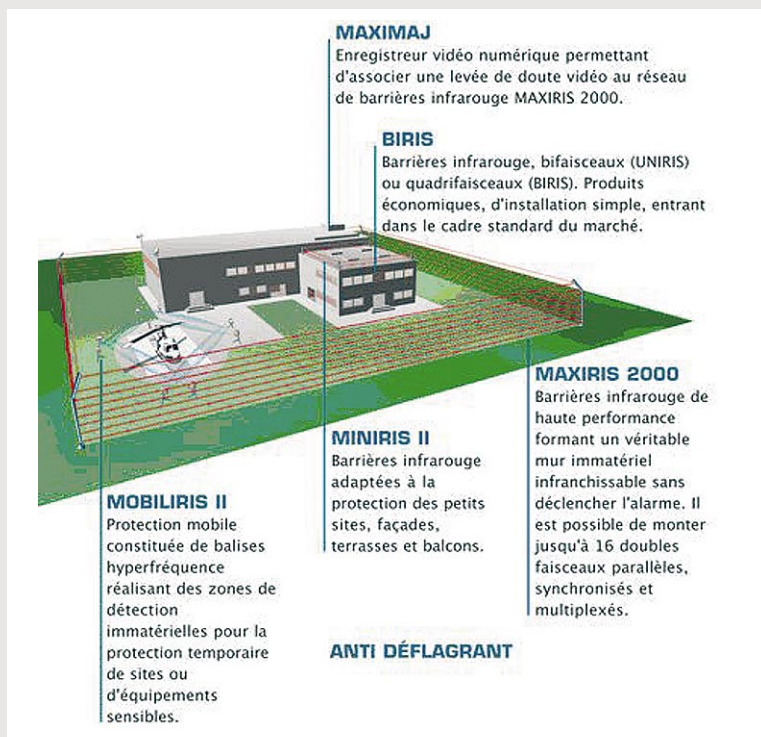 MAXIMAJ
Enregistreur vidéo numérique permettant
d'associer une levée de doute vidéo au réseau
de barrières infrarouge MAXIRIS 2000.
BIRIS
Barrières infrarouge, bifaisceaux (UNIRIS)
ou quadrifaisceaux (BIRIS). Produits
économiques, d'installation simple, entrant
dans le cadre standard du marché.
MAXIRIS 2000
Barrières infrarouge de
haute performance
formant un véritable
mur immatériel
infranchissable sans
déclencher l'alarme. Il
est possible de monter
jusqu'à 16 doubles
faisceaux parallèles,
synchronisés et
multiplexés.
MINIRIS II
Barrières infrarouge
adaptées à la
protection des petits
sites, façades,
terrasses et balcons.
MOBILIRIS II
Protection mobile
constituée de balises
hyperfréquence
réalisant des zones de
détection
immatérielles pour la
protection temporaire
de sites ou
d'équipements
sensibles.
ANTI DÉFLAGRANT